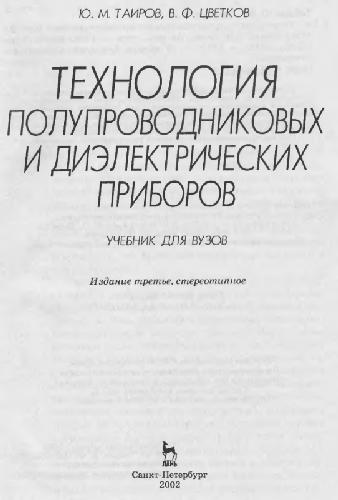 Ю. М. ТАИРОВ, В. Ф. ЦВЕТКОВ
ТЕХНОЛОГИЯ
ПОЛУПРОВОДНИКОВЫХ
И ДИЭЛЕКТРИЧЕСКИХ
ПРИБОРОВ
УЧЕБНИК ДЛЯ ВУЗОВ
Издание третье, стереотипное
ЛАНЬ
Санкт-Петербург
2002